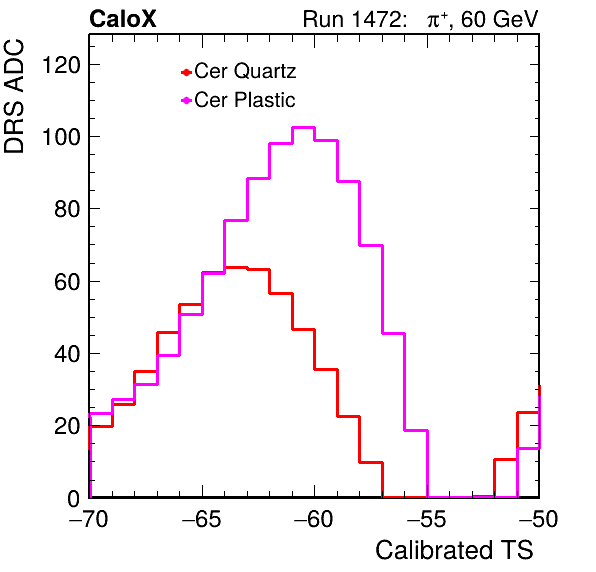 CaloX Run 1472: π⁺, 60 GeV
DRS ADC
Cer Quartz
Cer Plastic
120
100
80
60
40
20
0
−70 −65 −60 −55 −50
Calibrated TS